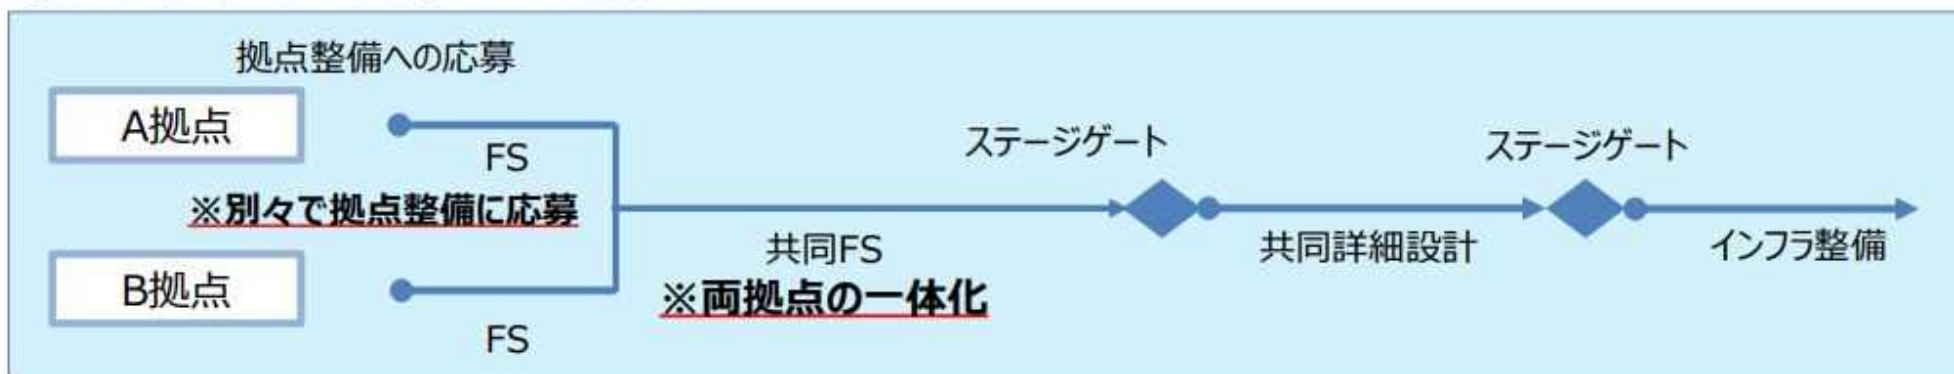 拠点整備への応募
A拠点
FS
※別々で拠点整備に応募
B拠点
FS
共同FS
※両拠点の一体化
ステージゲート
共同詳細設計
ステージゲート
インフラ整備